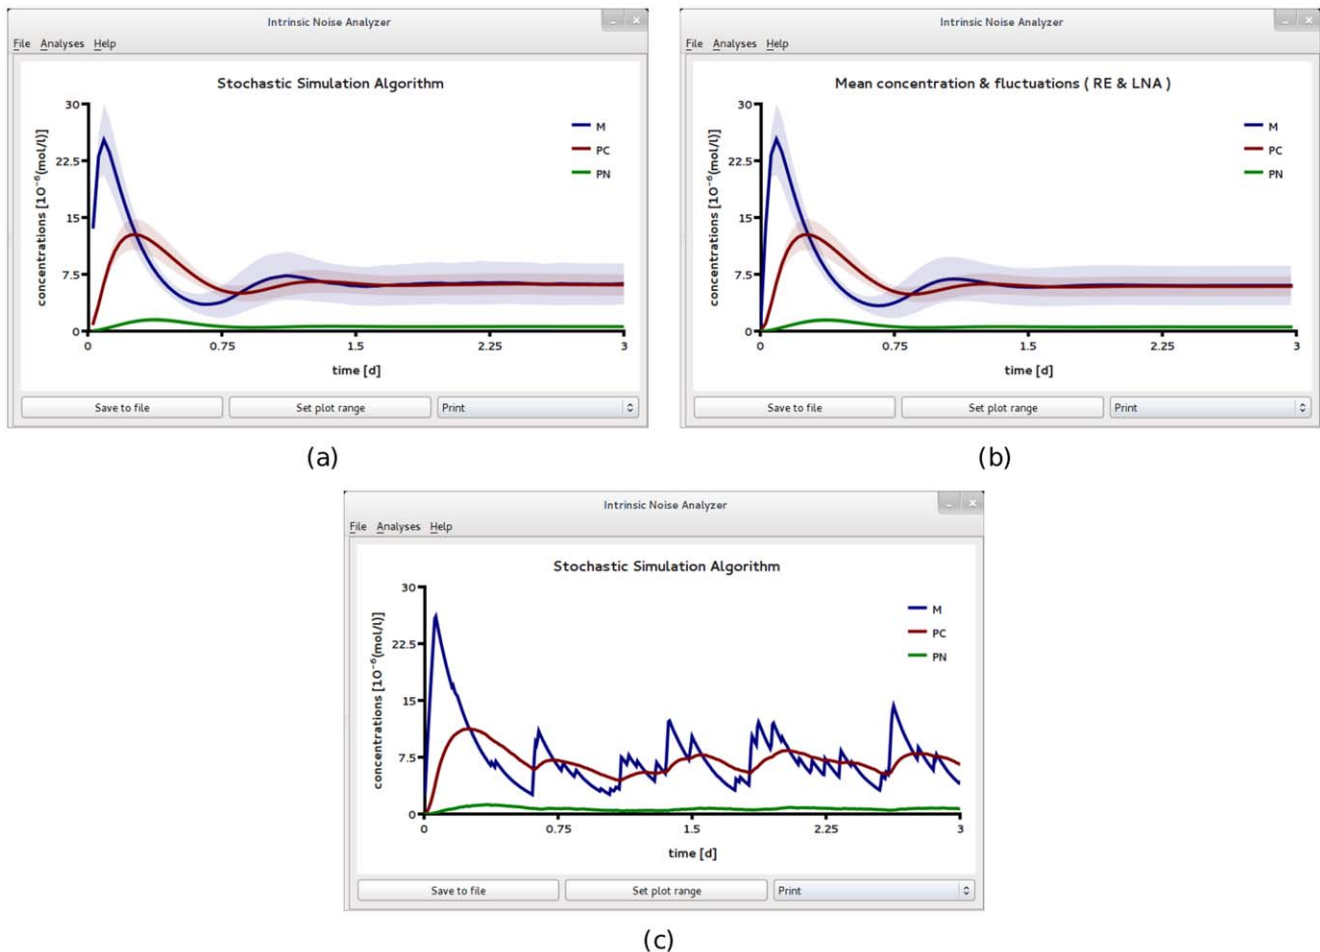 Intrinsic Noise Analyzer
File Analyses Help
Stochastic Simulation Algorithm
concentrations [10⁻⁶(mol/l)]
30
22.5
15
7.5
0
M
PC
PN
0 0.75 1.5 2.25 3
time [d]
Save to file Set plot range Print
(a)
Intrinsic Noise Analyzer
File Analyses Help
Mean concentration & fluctuations ( RE & LNA )
concentrations [10⁻⁶(mol/l)]
30
22.5
15
7.5
0
M
PC
PN
0 0.75 1.5 2.25 3
time [d]
Save to file Set plot range Print
(b)
Intrinsic Noise Analyzer
File Analyses Help
Stochastic Simulation Algorithm
concentrations [10⁻⁶(mol/l)]
30
22.5
15
7.5
0
M
PC
PN
0 0.75 1.5 2.25 3
time [d]
Save to file Set plot range Print
(c)